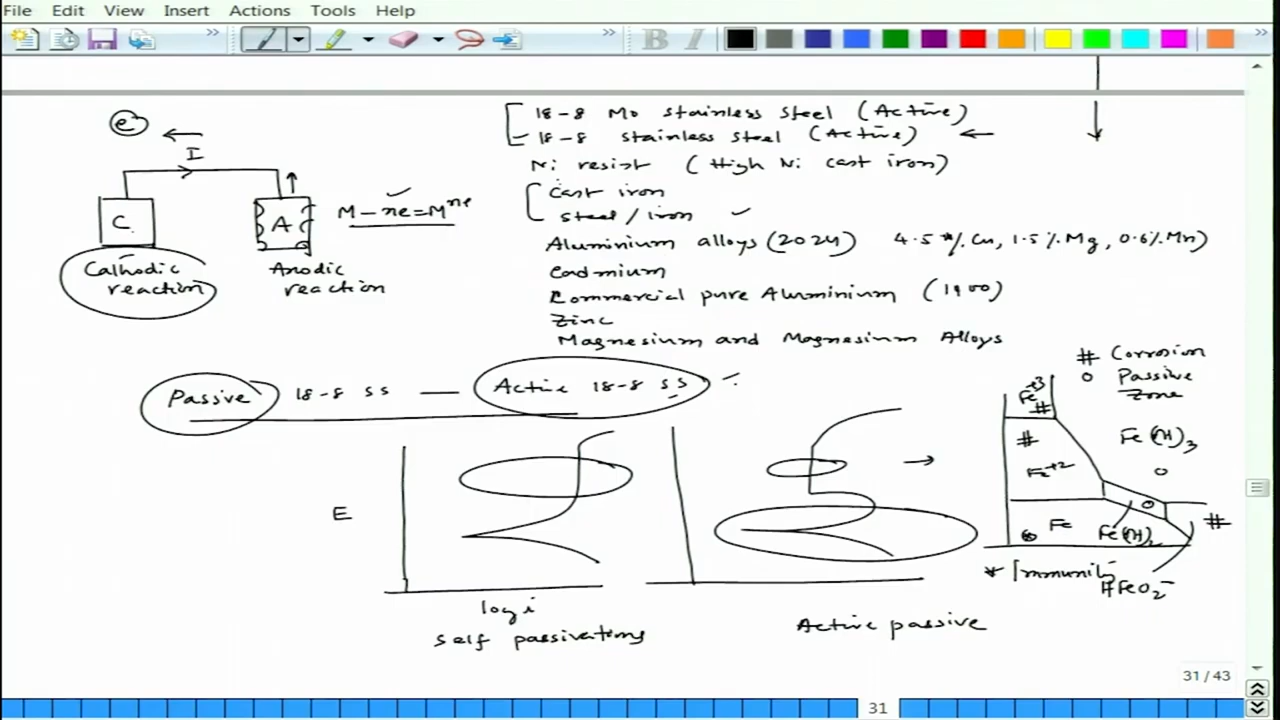 File Edit View Insert Actions Tools Help
B I
e
I
C
A
M - ne = M^ne
Cathodic
reaction
Anodic
reaction
18-8 Mo stainless steel (Active)
18-8 stainless steel (Active)
Ni resist (High Ni cast iron)
Cast iron
Steel/iron
Aluminium alloys (2024) 4.5%Cu, 1.5%Mg, 0.6%Mn)
Cadmium
Commercial pure Aluminium (1100)
Zinc
Magnesium and Magnesium Alloys
Passive 18-8 SS — Active 18-8 SS
E
log i
Self passivations
Active passive
# Corrosion
o Passive
Zone
Fe+3
#
#
Fe+2
Fe(OH)3
o
o
#
* Fe
Fe(OH)2
* Immunity
HFeO2-
31/43
31